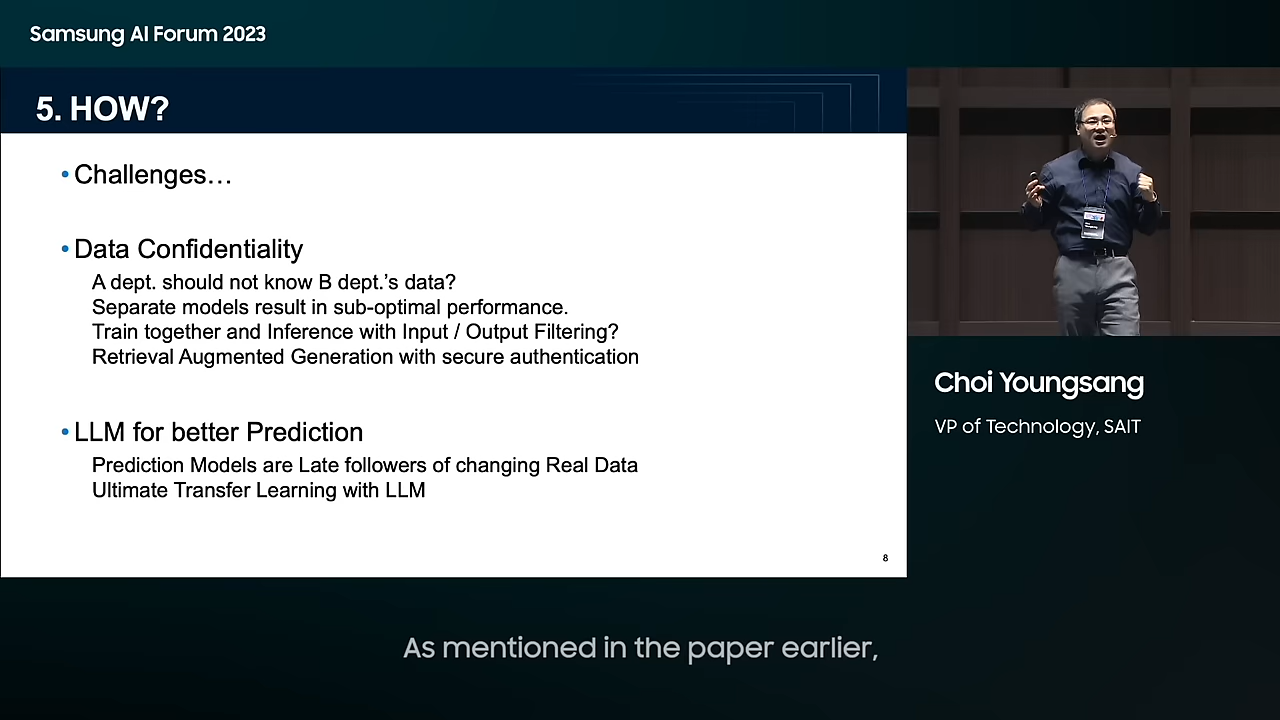 Samsung AI Forum 2023
5. HOW?
•Challenges…
•Data Confidentiality
A dept. should not know B dept.’s data?
Separate models result in sub-optimal performance.
Train together and Inference with Input / Output Filtering?
Retrieval Augmented Generation with secure authentication
•LLM for better Prediction
Prediction Models are Late followers of changing Real Data
Ultimate Transfer Learning with LLM
8
Choi Youngsang
VP of Technology, SAIT
As mentioned in the paper earlier,